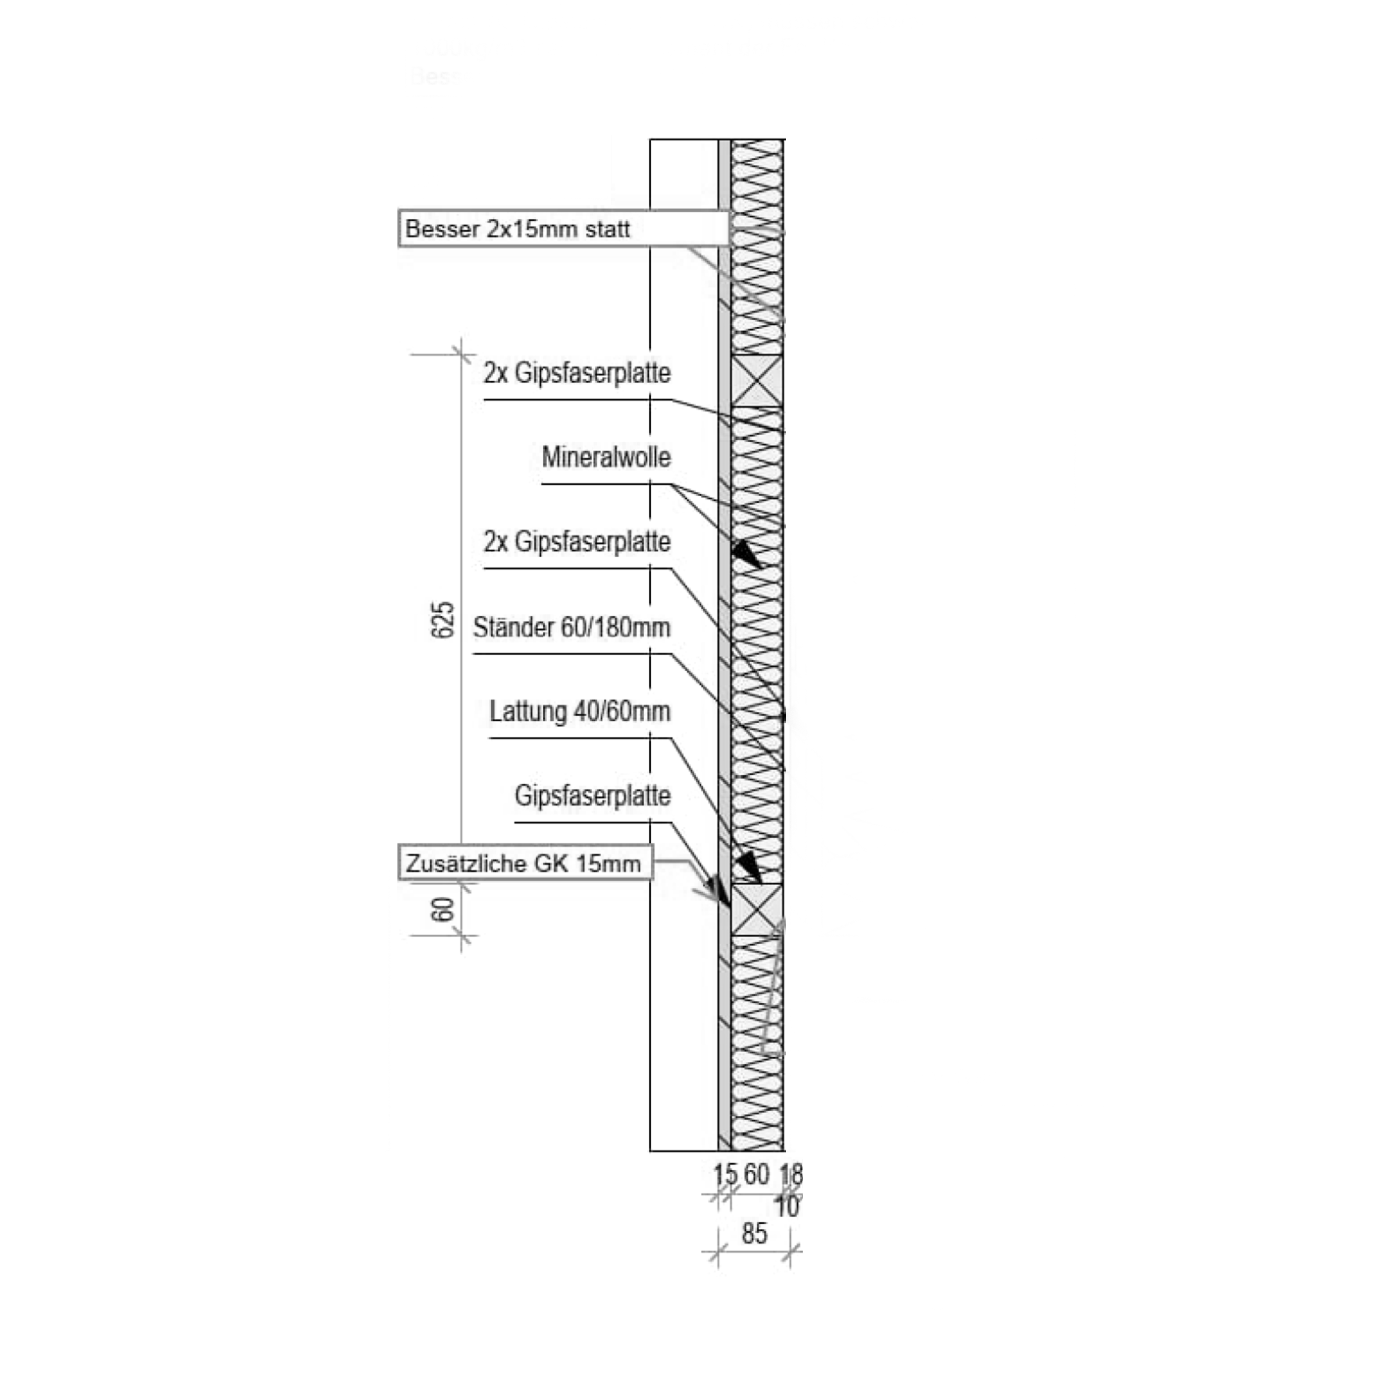 Besser 2x15mm statt
2x Gipsfaserplatte
Mineralwolle
2x Gipsfaserplatte
625
Ständer 60/180mm
Lattung 40/60mm
Gipsfaserplatte
Zusätzliche GK 15mm
60
15 60 18
10
85